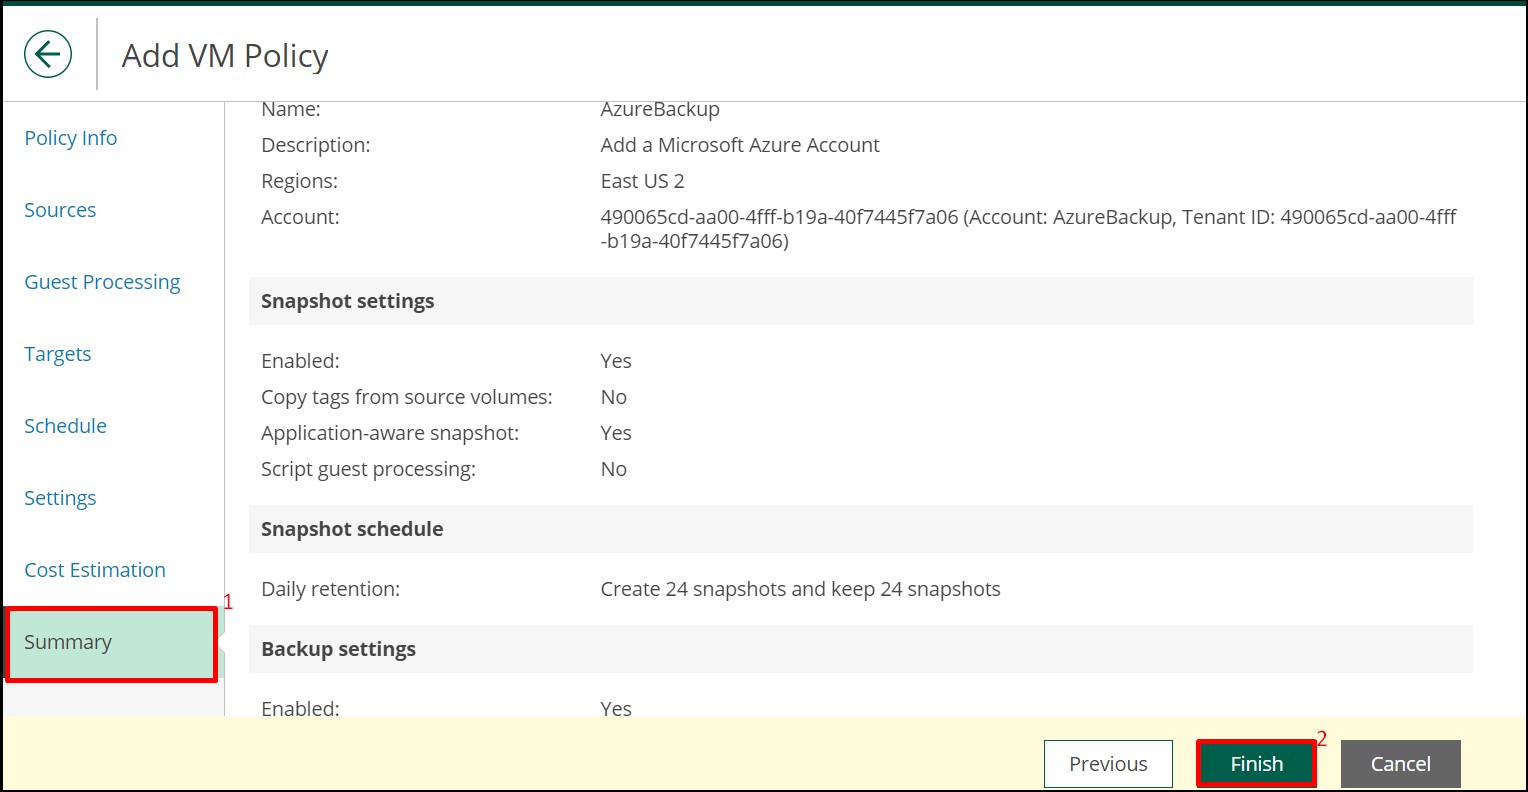 Add VM Policy
Policy Info
Sources
Guest Processing
Targets
Schedule
Settings
Cost Estimation
1
Summary
Name: AzureBackup
Description: Add a Microsoft Azure Account
Regions: East US 2
Account: 490065cd-aa00-4fff-b19a-40f7445f7a06 (Account: AzureBackup, Tenant ID: 490065cd-aa00-4fff
-b19a-40f7445f7a06)
Snapshot settings
Enabled: Yes
Copy tags from source volumes: No
Application-aware snapshot: Yes
Script guest processing: No
Snapshot schedule
Daily retention: Create 24 snapshots and keep 24 snapshots
Backup settings
Enabled: Yes
2
Previous Finish Cancel